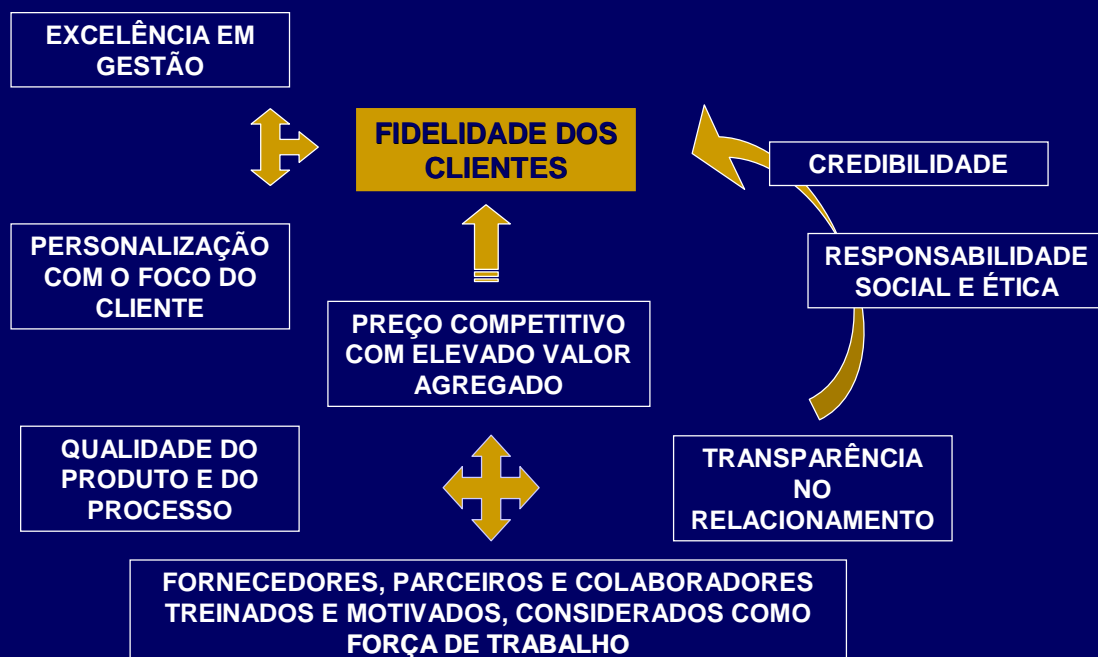 EXCELÊNCIA EM
GESTÃO
FIDELIDADE DOS
CLIENTES
CREDIBILIDADE
PERSONALIZAÇÃO
COM O FOCO DO
CLIENTE
RESPONSABILIDADE
SOCIAL E ÉTICA
PREÇO COMPETITIVO
COM ELEVADO VALOR
AGREGADO
QUALIDADE DO
PRODUTO E DO
PROCESSO
TRANSPARÊNCIA
NO
RELACIONAMENTO
FORNECEDORES, PARCEIROS E COLABORADORES
TREINADOS E MOTIVADOS, CONSIDERADOS COMO
FORÇA DE TRABALHO